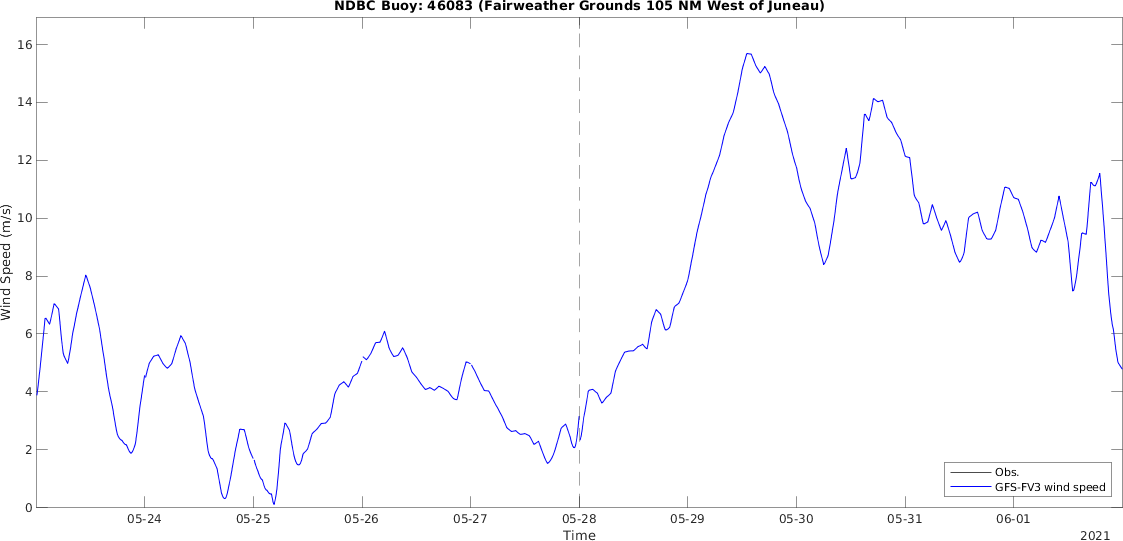 NDBC Buoy: 46083 (Fairweather Grounds 105 NM West of Juneau)
Wind Speed (m/s)
16
14
12
10
8
6
4
2
0
05-24 05-25 05-26 05-27 05-28 05-29 05-30 05-31 06-01
Time
2021
Obs.
GFS-FV3 wind speed